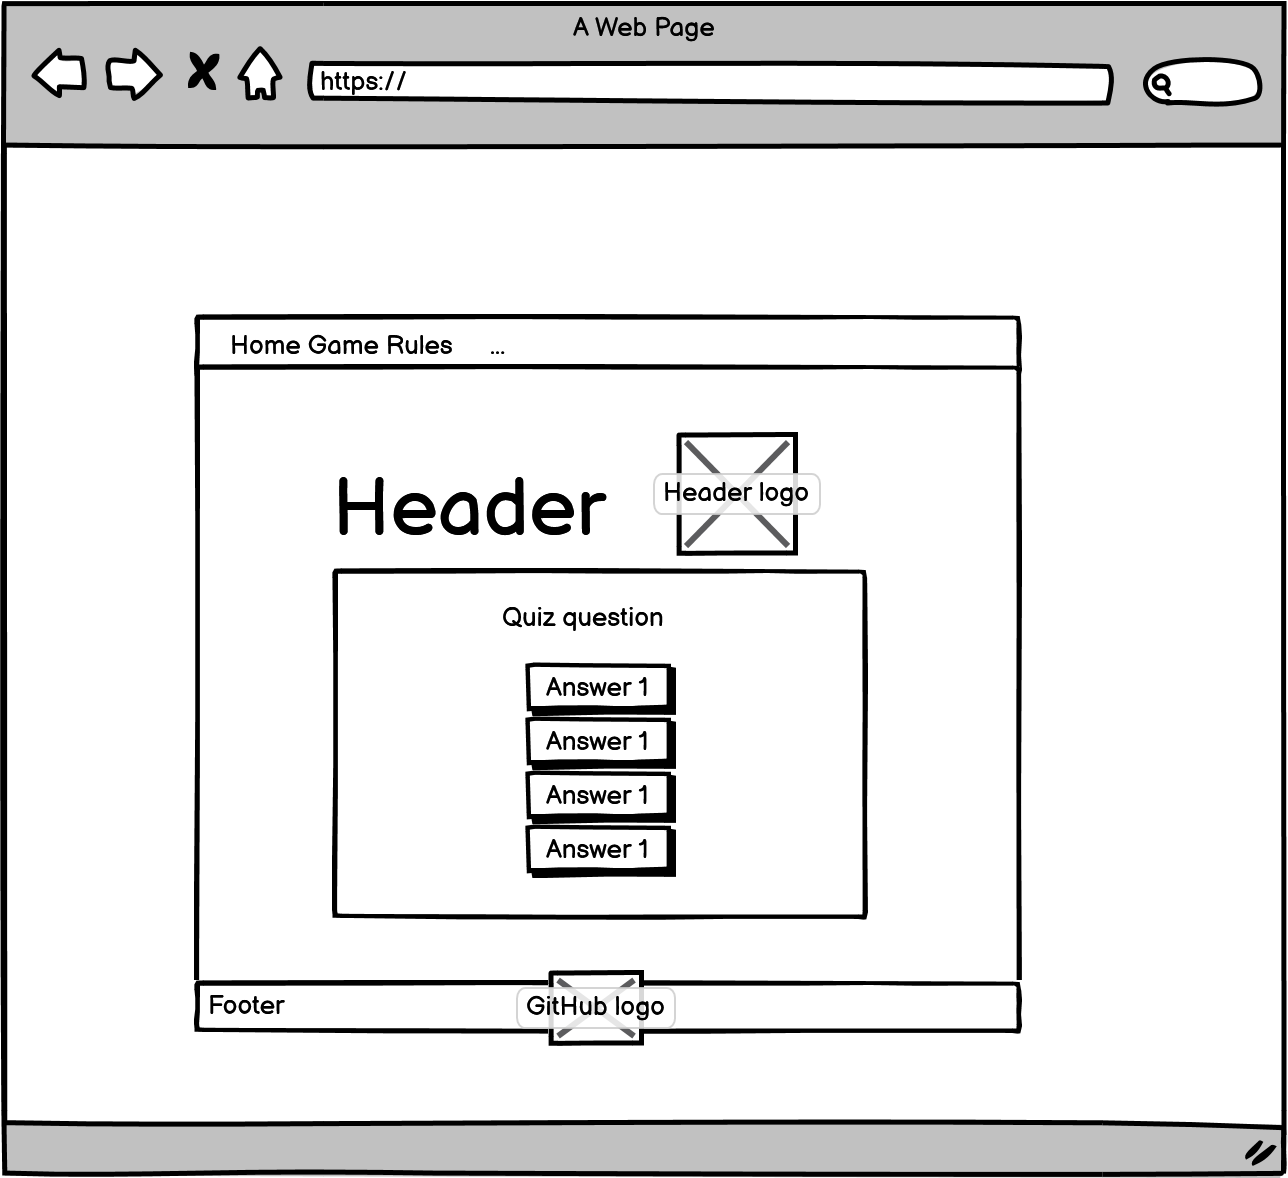 A Web Page
https://
Home Game Rules ...
Header
Header logo
Quiz question
Answer 1
Answer 1
Answer 1
Answer 1
Footer
GitHub logo